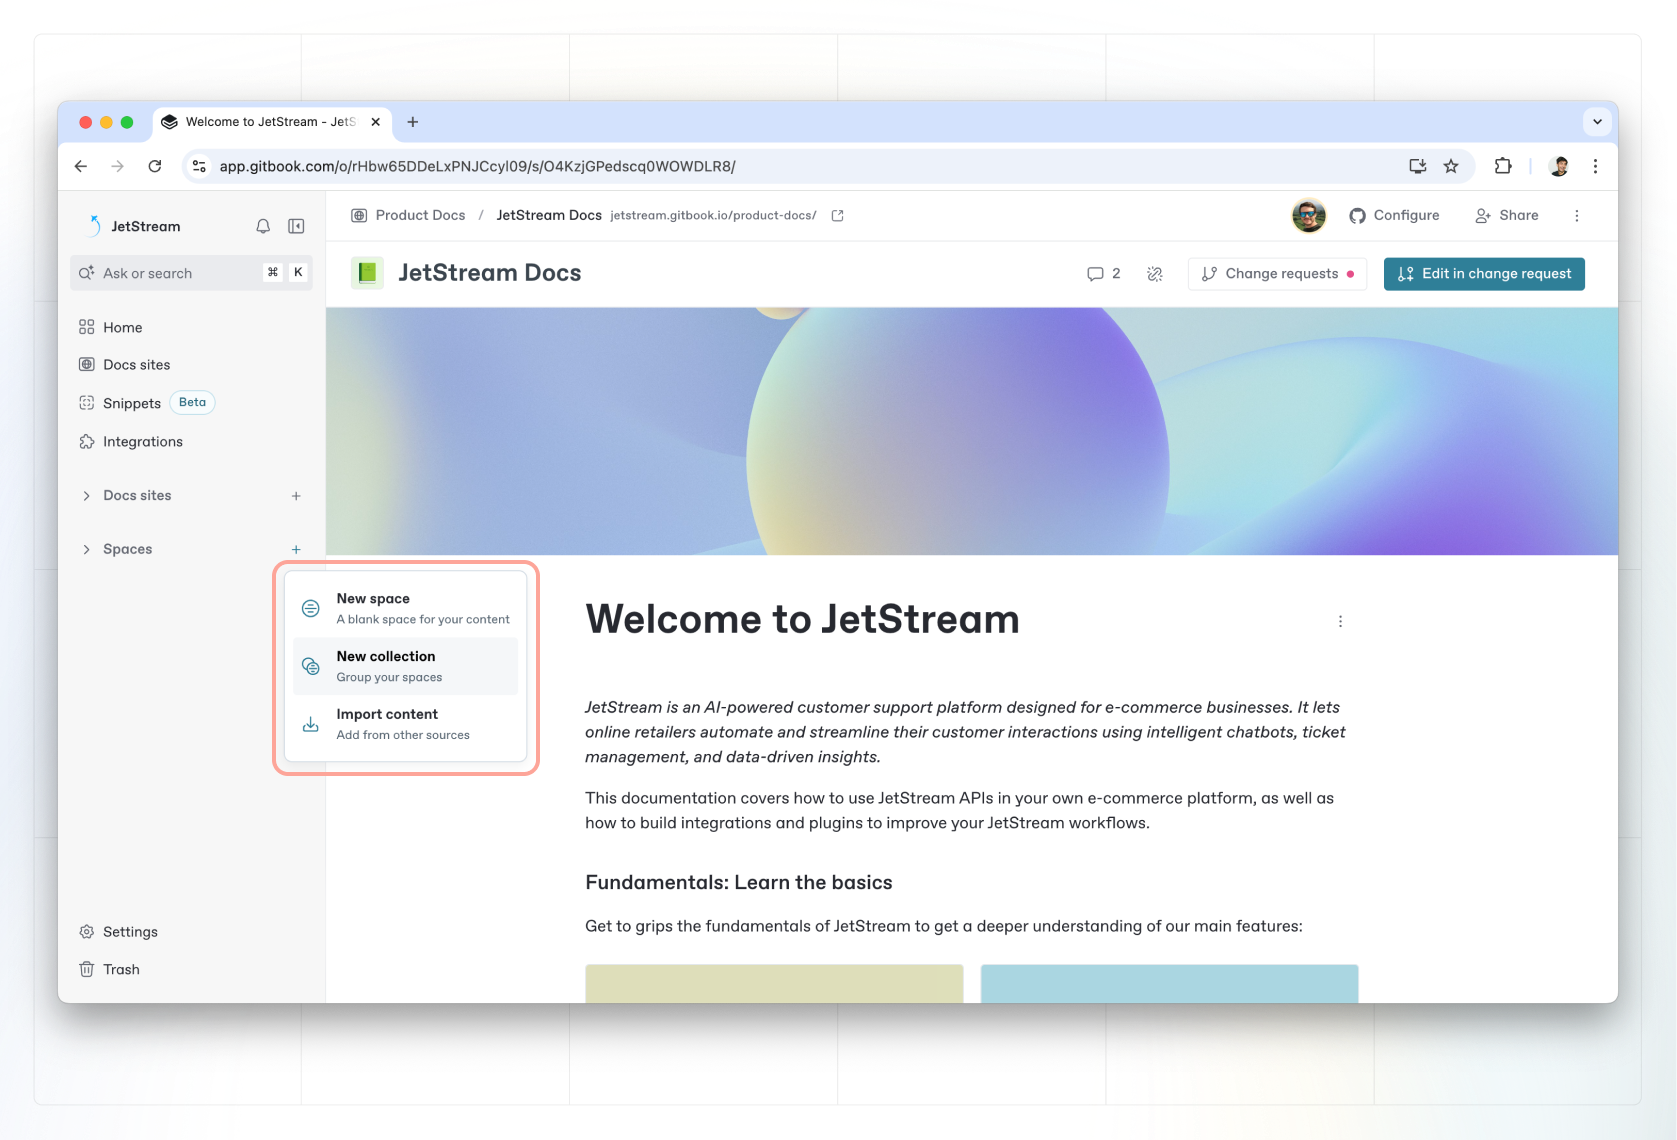 Welcome to JetStream - JetS
app.gitbook.com/o/rHbw65DDeLxPNJCcyl09/s/O4KzjGPedscq0WOWDLR8/
JetStream
Product Docs / JetStream Docs jetstream.gitbook.io/product-docs/
Configure
Share
Ask or search
⌘ K
JetStream Docs
2
Change requests
Edit in change request
Home
Docs sites
Snippets Beta
Integrations
Docs sites
Spaces
New space
A blank space for your content
New collection
Group your spaces
Import content
Add from other sources
Settings
Trash
Welcome to JetStream
JetStream is an AI-powered customer support platform designed for e-commerce businesses. It lets
online retailers automate and streamline their customer interactions using intelligent chatbots, ticket
management, and data-driven insights.
This documentation covers how to use JetStream APIs in your own e-commerce platform, as well as
how to build integrations and plugins to improve your JetStream workflows.
Fundamentals: Learn the basics
Get to grips the fundamentals of JetStream to get a deeper understanding of our main features: